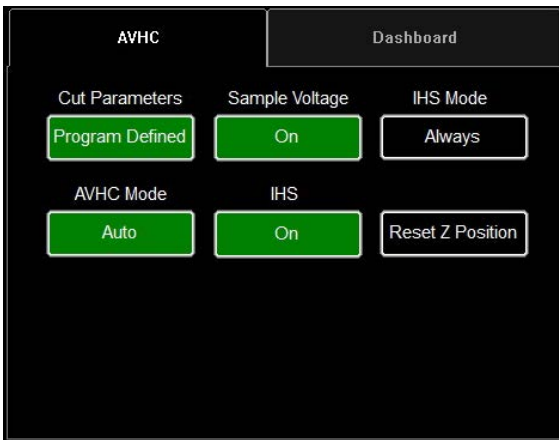 AVHC Dashboard
Cut Parameters Sample Voltage IHS Mode
Program Defined On Always
AVHC Mode IHS
Auto On Reset Z Position